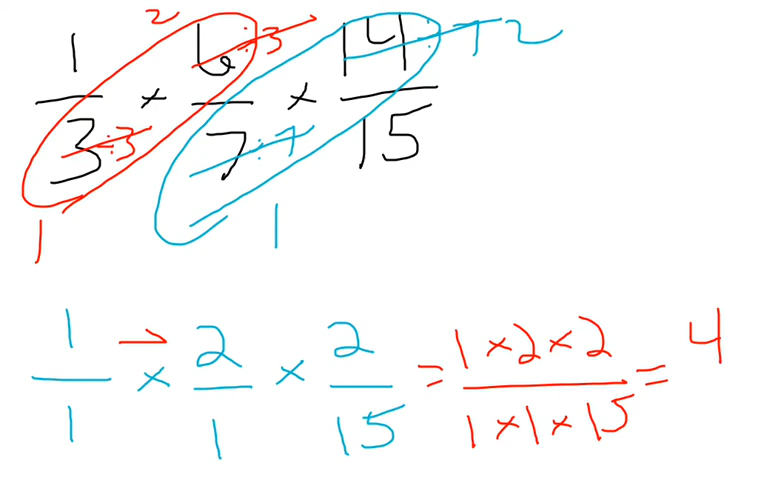 2
1/3 × 6/7 × 14/15
:3 :3 :7 :7 2
1 1
1/1 → × 2/1 × 2/15 = 1×2×2/1×1×15 = 4